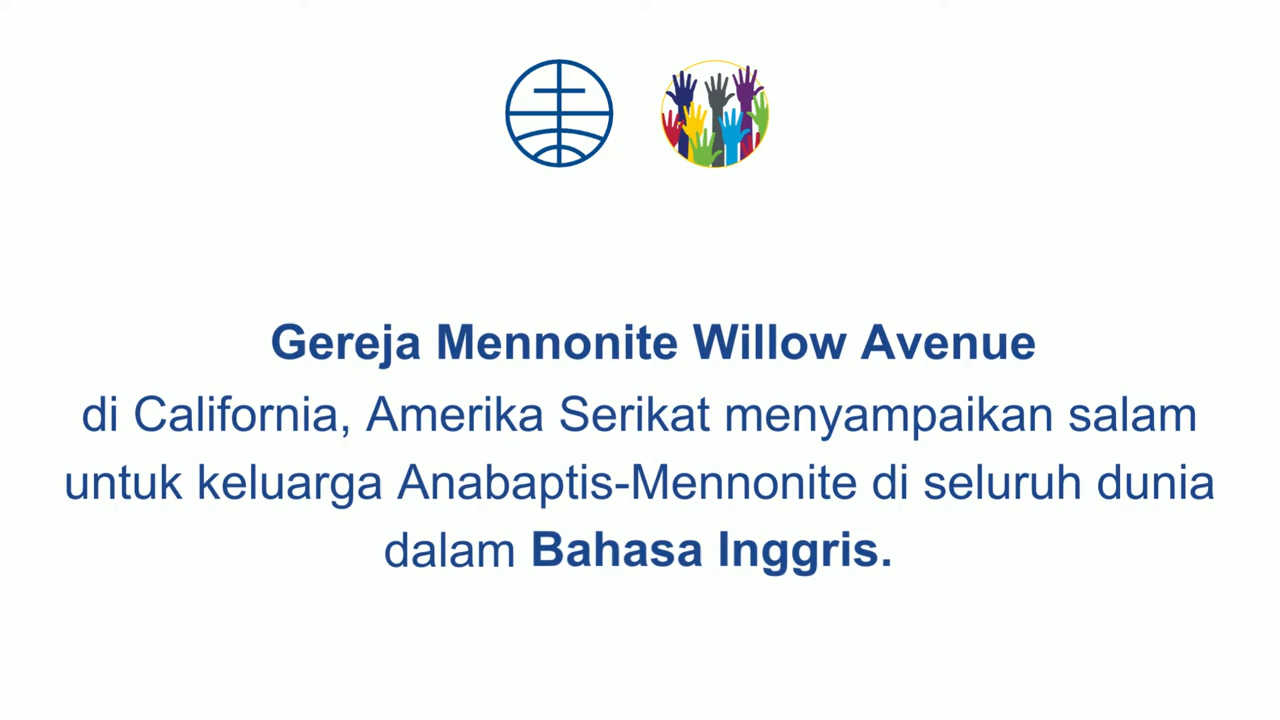 Gereja Mennonite Willow Avenue
di California, Amerika Serikat menyampaikan salam
untuk keluarga Anabaptis-Mennonite di seluruh dunia
dalam Bahasa Inggris.